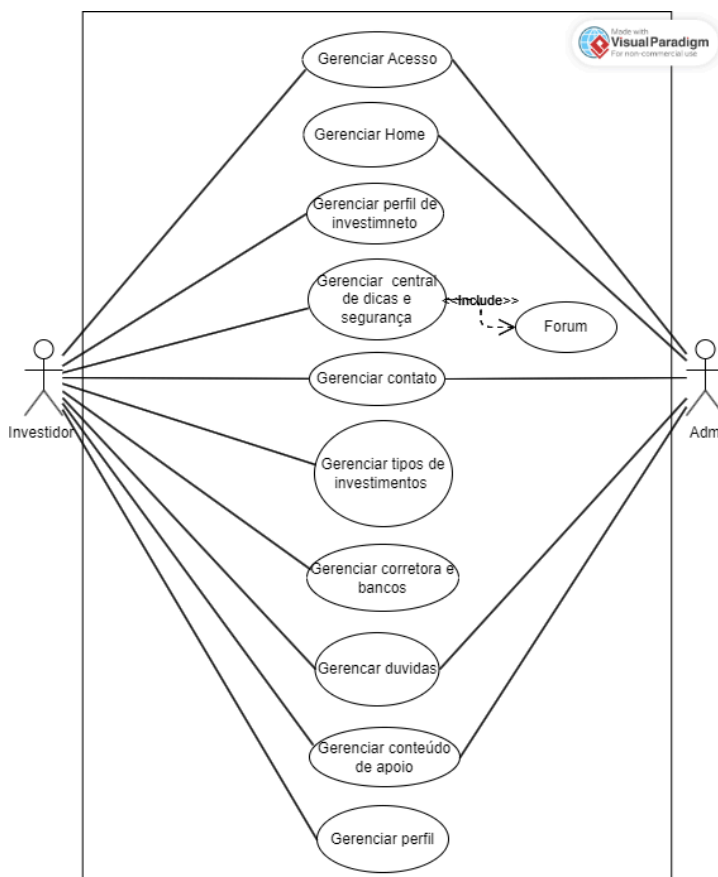 Made with
Visual Paradigm
For non-commercial use
Gerenciar Acesso
Gerenciar Home
Gerenciar perfil de
investimneto
Gerenciar central
de dicas e
segurança
<<Include>>
Forum
Gerenciar contato
Investidor
Adm
Gerenciar tipos de
investimentos
Gerenciar corretora e
bancos
Gerencar duvidas
Gerenciar conteúdo
de apoio
Gerenciar perfil